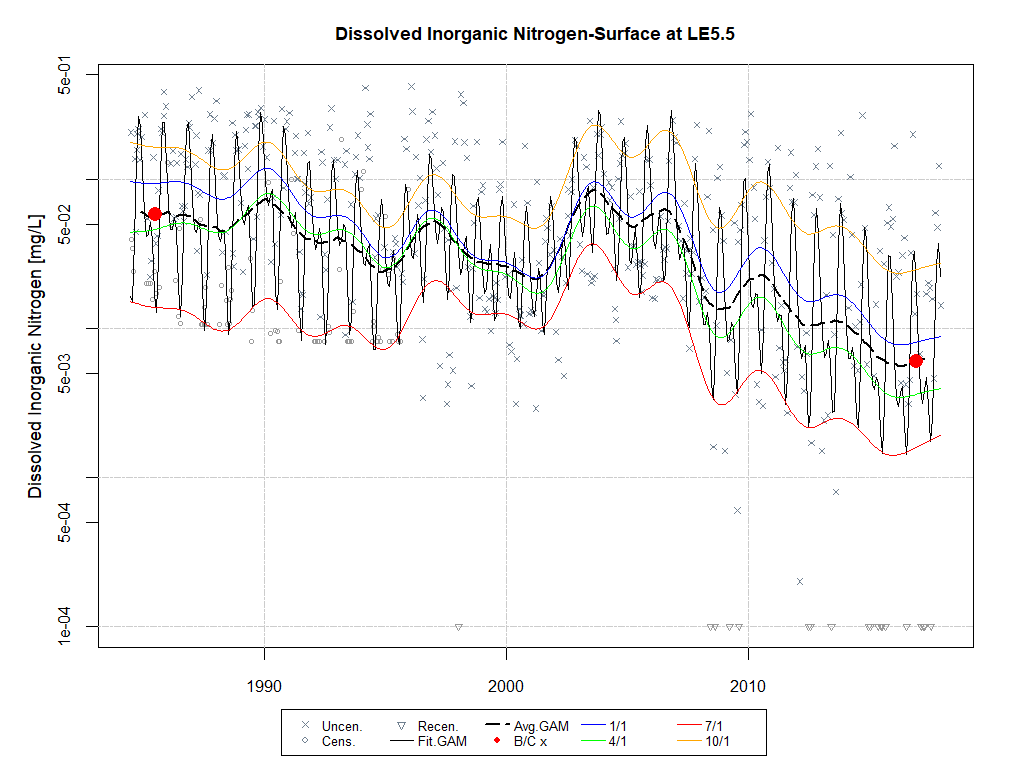 Dissolved Inorganic Nitrogen-Surface at LE5.5
Dissolved Inorganic Nitrogen [mg/L]
5e-01
5e-02
5e-03
5e-04
1e-04
1990 2000 2010
Uncen. Recen. Avg.GAM 1/1 7/1
Cens. Fit.GAM B/C x 4/1 10/1